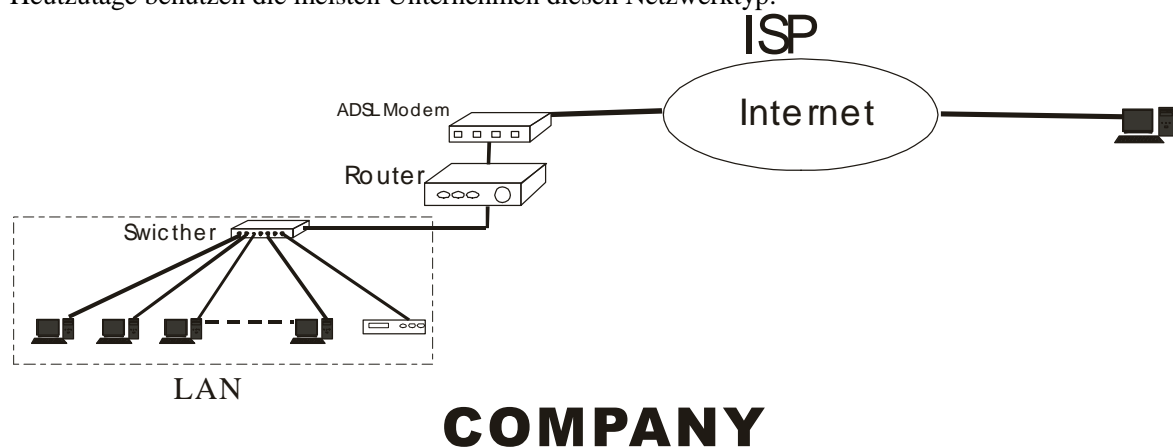 Heutzutage benutzen die meisten Unternehmen diesen Netzwerktyp.
ISP
ADSL Modem
Internet
Router
Swicther
LAN
COMPANY